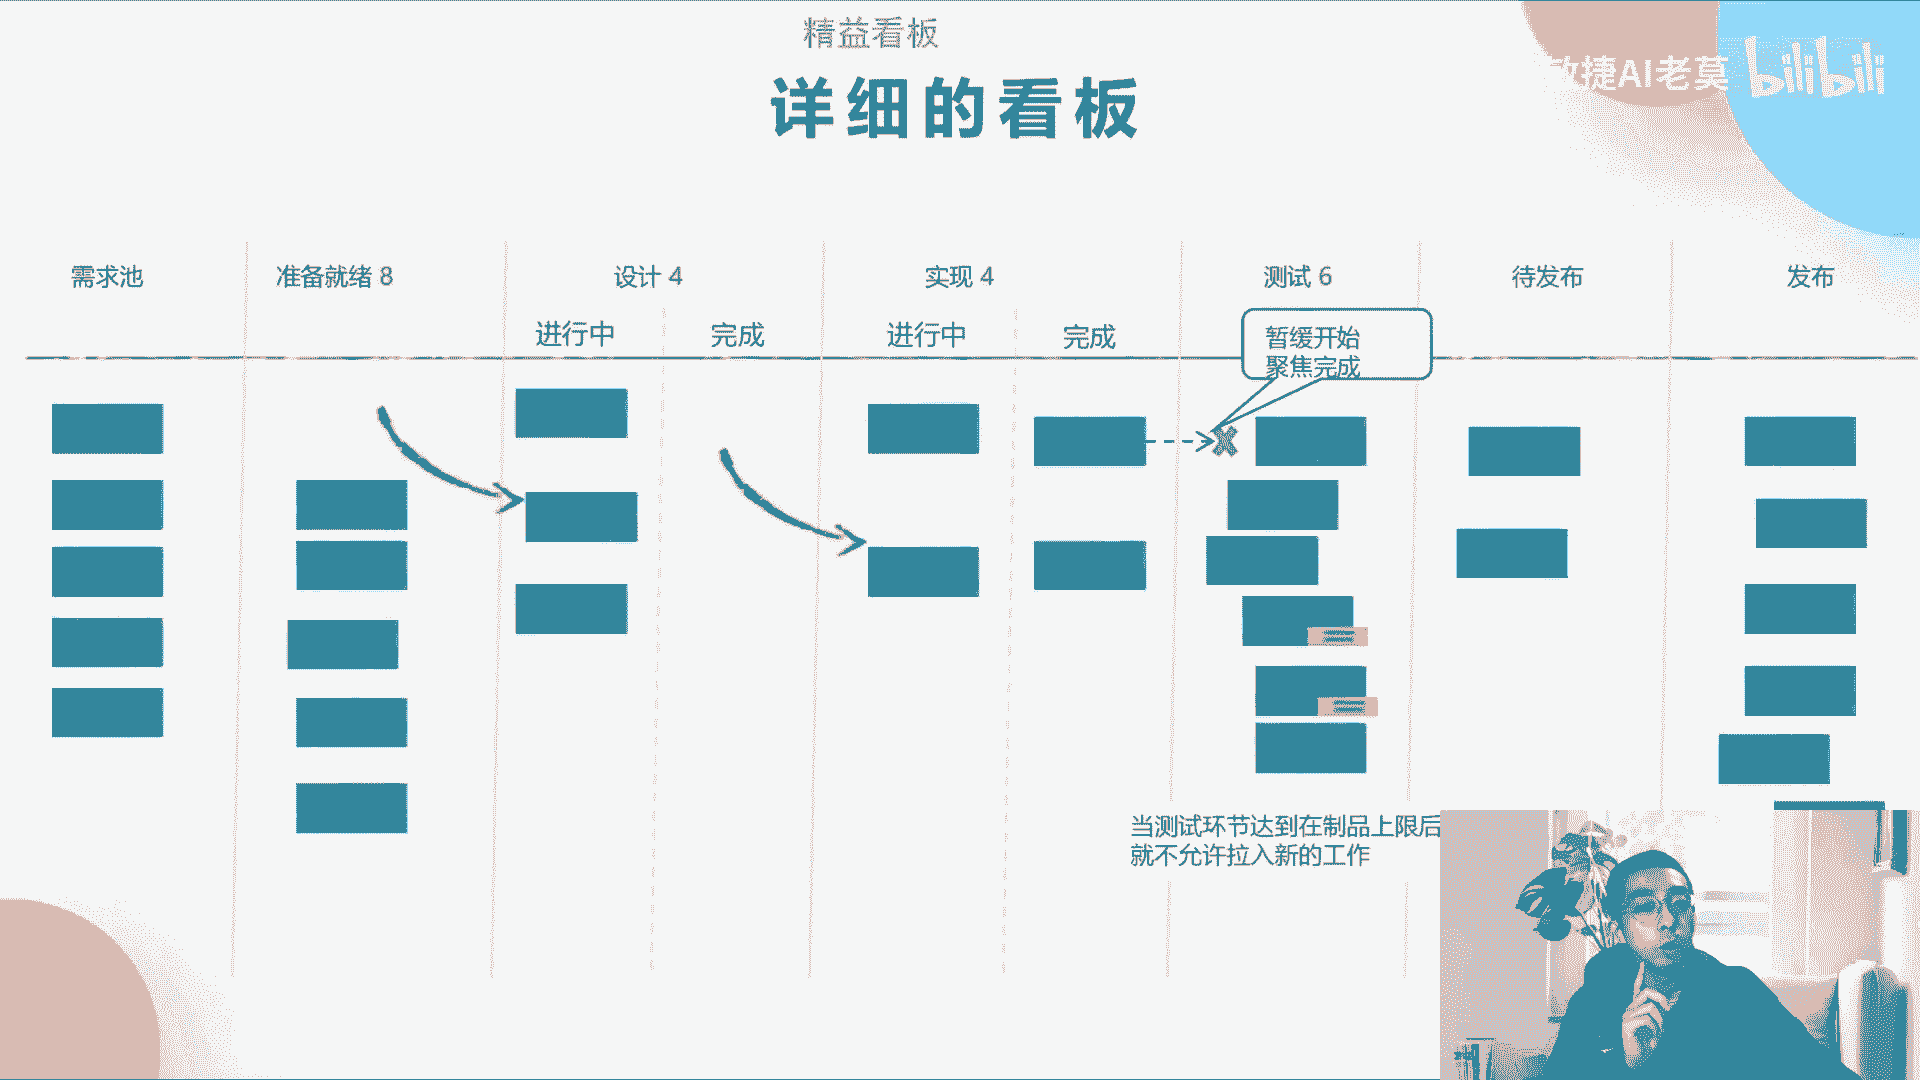 精益看板
敏捷AI老莫 bilibili
详细的看板
需求池
准备就绪 8
设计 4
实现 4
测试 6
待发布
发布
进行中
完成
进行中
完成
暂缓开始
聚焦完成
当测试环节达到在制品上限后
就不允许拉入新的工作